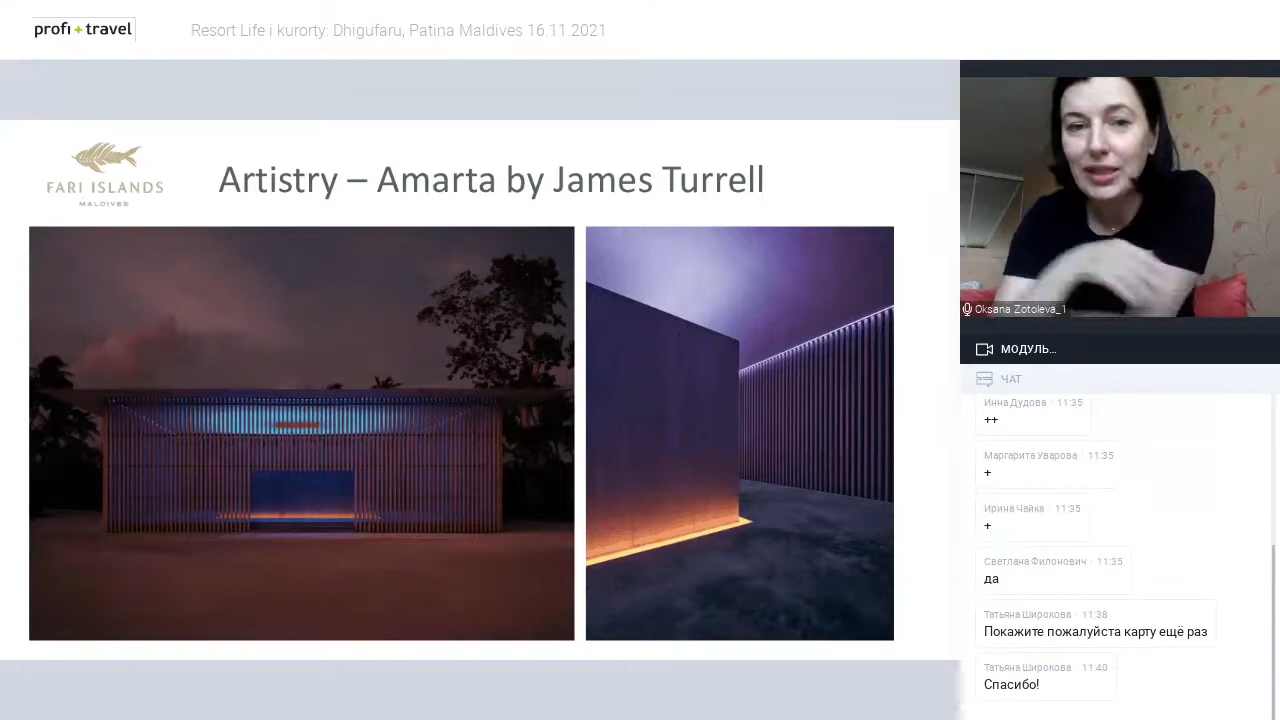 profi + travel
Resort Life i kurorty: Dhigufaru, Patina Maldives 16.11.2021
FARI ISLANDS
MALDIVES
Artistry – Amarta by James Turrell
Oksana Zotoleva_1
МОДУЛЬ...
ЧАТ
Инна Дудова · 11:35
++
Маргарита Уварова · 11:35
+
Ирина Чайка · 11:35
+
Светлана Филонович · 11:35
да
Татьяна Широкова · 11:38
Покажите пожалуйста карту ещё раз
Татьяна Широкова · 11:40
Спасибо!